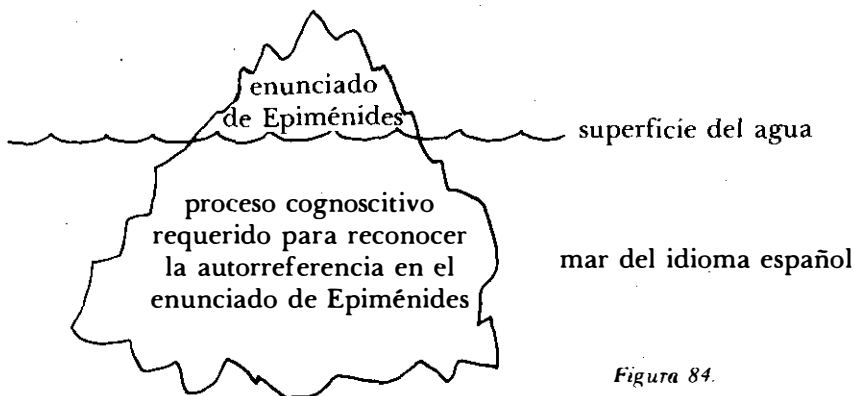 enunciado
de Epiménides
superficie del agua
proceso cognoscitivo
requerido para reconocer
la autorreferencia en el
enunciado de Epiménides
mar del idioma español
Figura 84.